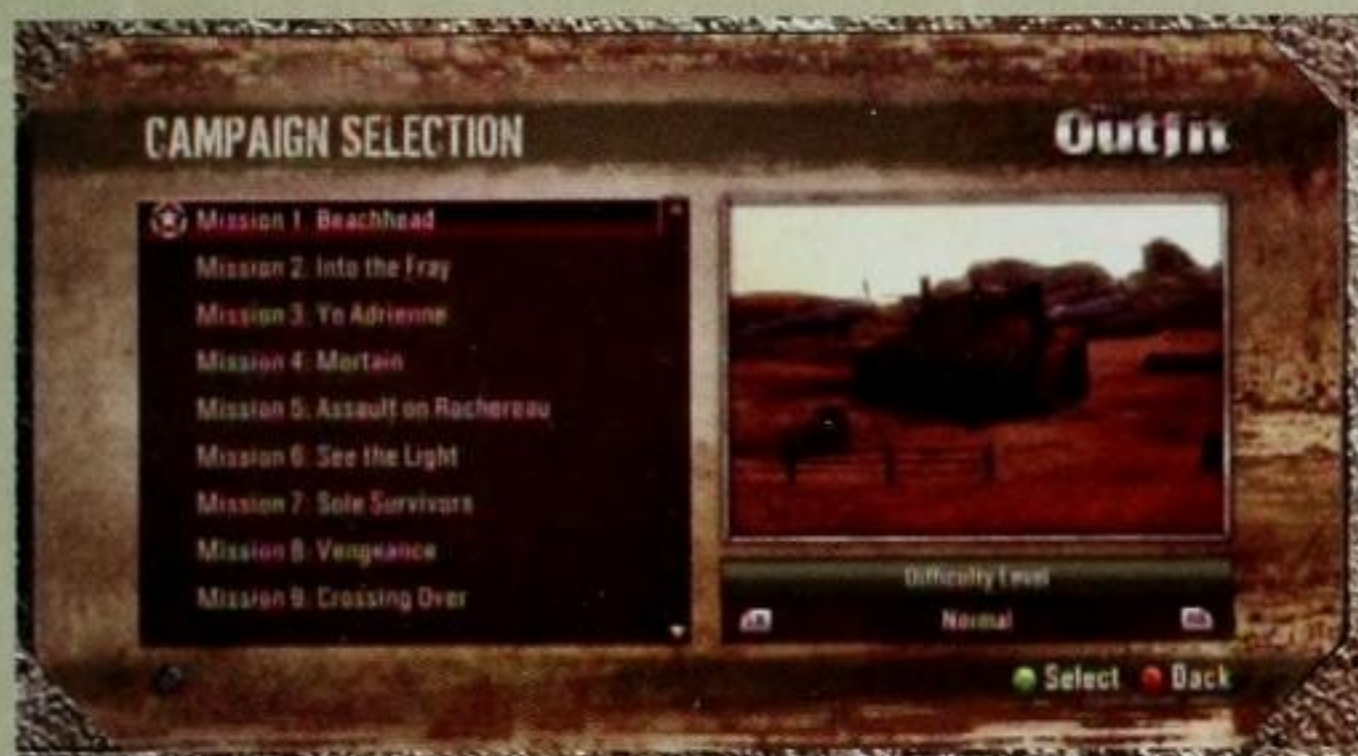 CAMPAIGN SELECTION
Outfit
Mission 1: Beachhead
Mission 2: Into the Fray
Mission 3: Yo Adrienne
Mission 4: Mortain
Mission 5: Assault on Rochereau
Mission 6: See the Light
Mission 7: Sole Survivors
Mission 8: Vengeance
Mission 9: Crossing Over
Difficulty Level
Normal
Select
Back